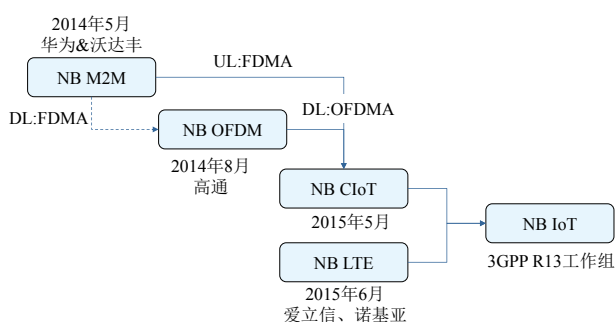 2014年5月
华为&沃达丰
NB M2M
UL:FDMA
DL:FDMA
NB OFDM
DL:OFDMA
2014年8月
高通
NB CIoT
2015年5月
NB IoT
3GPP R13工作组
NB LTE
2015年6月
爱立信、诺基亚